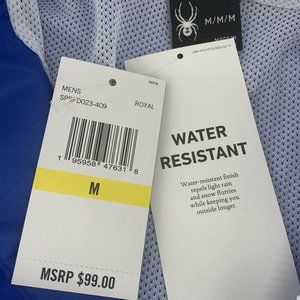 M/M/M
MENS
SPSFD023-409
ROYAL
1 95958 47631 8
M
MSRP $99.00
WATER
RESISTANT
Water-resistant finish
repels light rain
and snow flurries
while keeping you
outside longer.